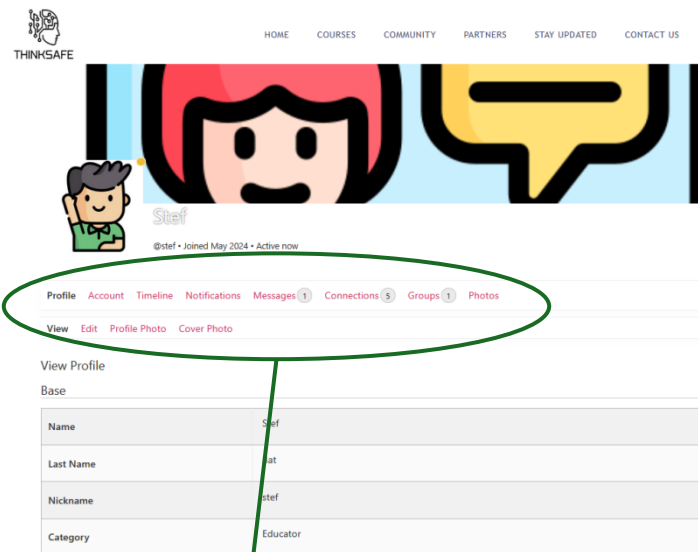 THINKSAFE
HOME COURSES COMMUNITY PARTNERS STAY UPDATED CONTACT US
Stef
@stef • Joined May 2024 • Active now
Profile Account Timeline Notifications Messages 1 Connections 5 Groups 1 Photos
View Edit Profile Photo Cover Photo
View Profile
Base
Name Stef
Last Name
Nickname stef
Category Educator